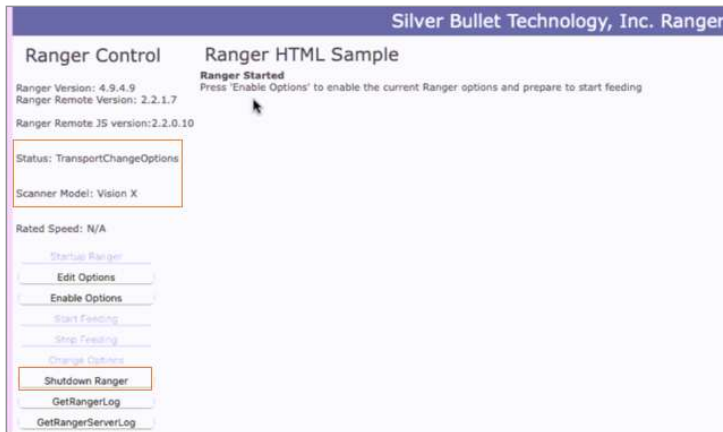 Silver Bullet Technology, Inc. Ranger
Ranger Control
Ranger HTML Sample
Ranger Started
Press 'Enable Options' to enable the current Ranger options and prepare to start feeding
Ranger Version: 4.9.4.9
Ranger Remote Version: 2.2.1.7
Ranger Remote JS version:2.2.0.10
Status: TransportChangeOptions
Scanner Model: Vision X
Rated Speed: N/A
Startup Ranger
Edit Options
Enable Options
Start Feeding
Stop Feeding
Change Options
Shutdown Ranger
GetRangerLog
GetRangerServerLog